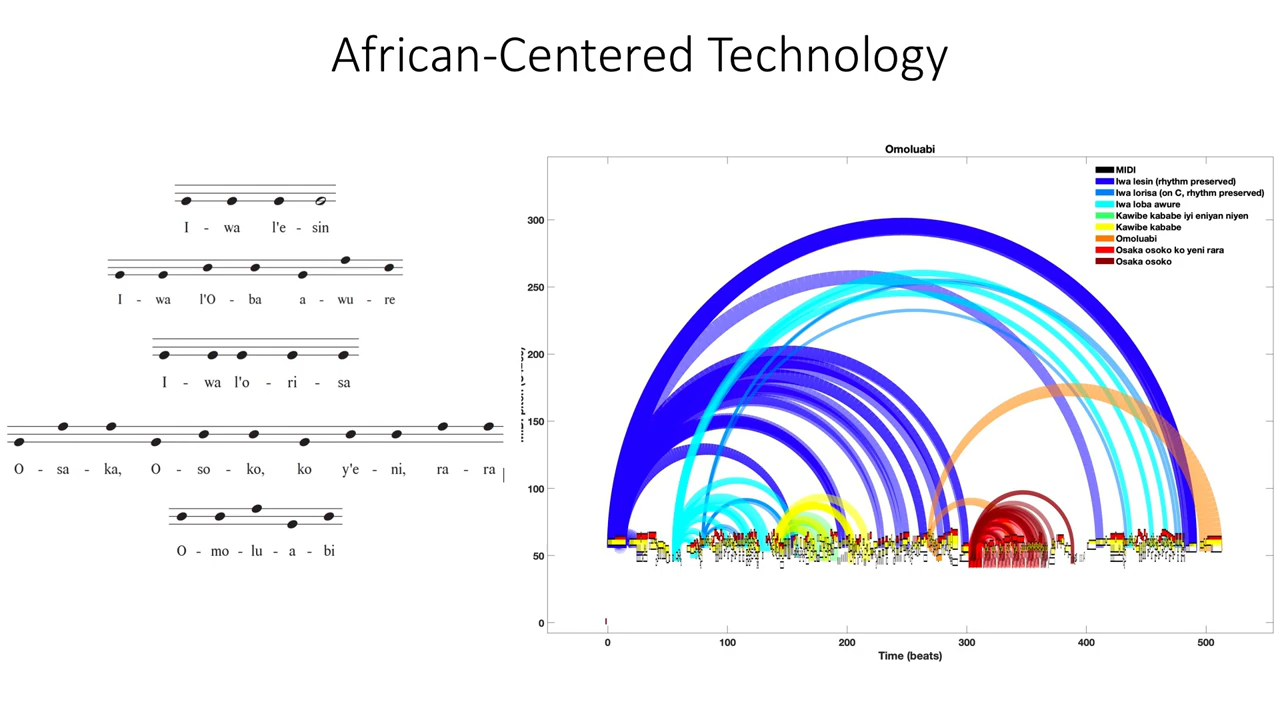 African-Centered Technology
I - wa l'e - sin
I - wa l'O - ba a - wu - re
I - wa l'o - ri - sa
O - sa - ka, O - so - ko, ko y'e - ni, ra - ra
O - mo - lu - a - bi
Omoluabi
MIDI
Iwa lesin (rhythm preserved)
Iwa lorisa (on C, rhythm preserved)
Iwa loba awure
Kawibe kababe iyi eniyan niyen
Kawibe kababe
Omoluabi
Osaka osoko ko yeni rara
Osaka osoko
300
250
200
150
100
50
0
0 100 200 300 400 500
Time (beats)